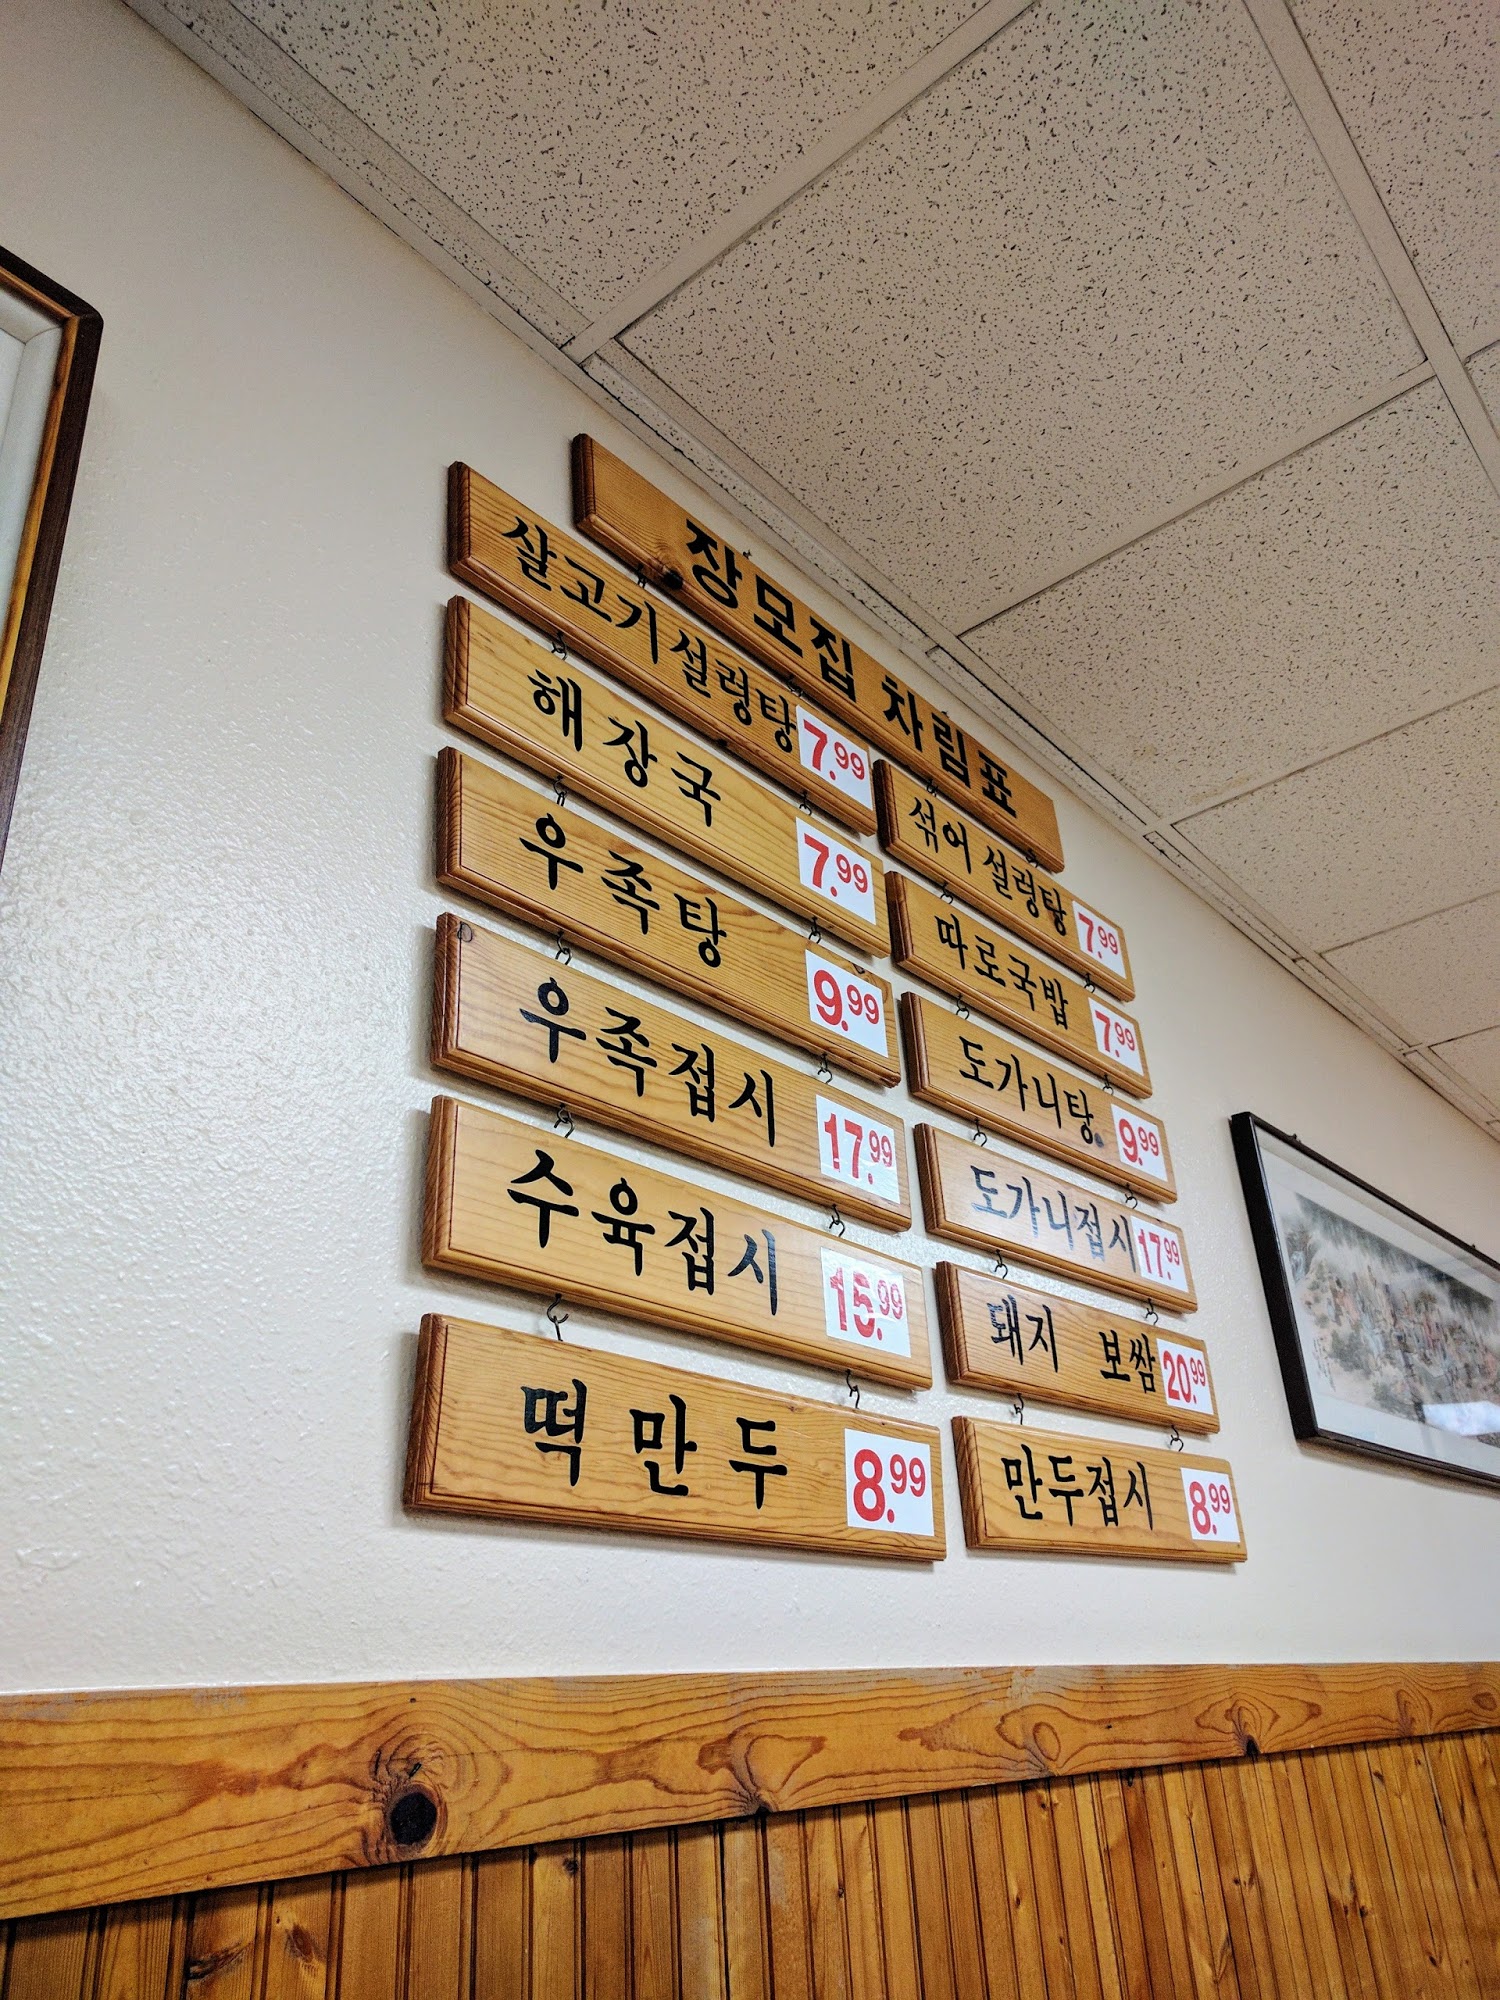 장모집 차림표
살고기설렁탕 7.99
해장국 7.99
우족탕 9.99
우족접시 17.99
수육접시 15.99
떡만두 8.99
섞어 설렁탕 7.99
따로국밥 7.99
도가니탕 9.99
도가니접시 17.99
돼지 보쌈 20.99
만두접시 8.99